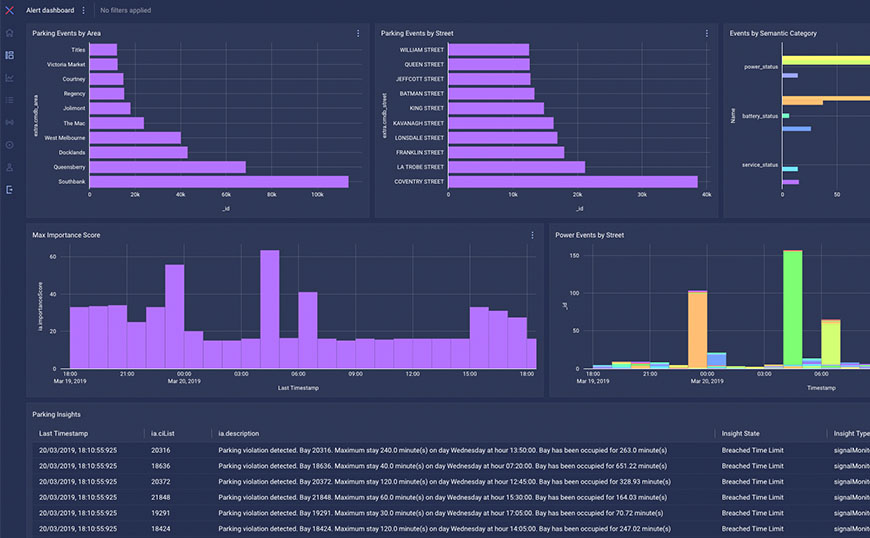 Alert dashboard
No filters applied
Parking Events by Area
extra.cmdb_area
Titles
Victoria Market
Courtney
Regency
Jolimont
The Mac
West Melbourne
Docklands
Queensberry
Southbank
0 20k 40k 60k 80k 100k
_id
Parking Events by Street
extra.cmdb_street
WILLIAM STREET
QUEEN STREET
JEFFCOTT STREET
BATMAN STREET
KING STREET
KAVANAGH STREET
LONSDALE STREET
FRANKLIN STREET
LA TROBE STREET
COVENTRY STREET
0 10k 20k 30k 40k
_id
Events by Semantic Category
Name
power_status
battery_status
service_status
0 50
Max Importance Score
ia.importanceScore
60
40
20
0
18:00 21:00 00:00 03:00 06:00 09:00 12:00 15:00 18:00
Mar 19, 2019 Mar 20, 2019
Last Timestamp
Power Events by Street
_id
150
100
50
0
18:00 21:00 00:00 03:00 06:00
Mar 19, 2019 Mar 20, 2019
Timestamp
Parking Insights
Last Timestamp ia.ciList ia.description Insight State Insight Type
20/03/2019, 18:10:55:925 20316 Parking violation detected. Bay 20316. Maximum stay 240.0 minute(s) on day Wednesday at hour 13:50:00. Bay has been occupied for 263.0 minute(s) Breached Time Limit signalMonit
20/03/2019, 18:10:55:925 18636 Parking violation detected. Bay 18636. Maximum stay 40.0 minute(s) on day Wednesday at hour 07:20:00. Bay has been occupied for 651.22 minute(s) Breached Time Limit signalMonit
20/03/2019, 18:10:55:925 20372 Parking violation detected. Bay 20372. Maximum stay 120.0 minute(s) on day Wednesday at hour 12:45:00. Bay has been occupied for 328.93 minute(s) Breached Time Limit signalMonit
20/03/2019, 18:10:55:925 21848 Parking violation detected. Bay 21848. Maximum stay 60.0 minute(s) on day Wednesday at hour 15:30:00. Bay has been occupied for 164.03 minute(s) Breached Time Limit signalMonit
20/03/2019, 18:10:55:925 19291 Parking violation detected. Bay 19291. Maximum stay 30.0 minute(s) on day Wednesday at hour 17:05:00. Bay has been occupied for 70.72 minute(s) Breached Time Limit signalMonit
20/03/2019, 18:10:55:925 18424 Parking violation detected. Bay 18424. Maximum stay 120.0 minute(s) on day Wednesday at hour 14:05:00. Bay has been occupied for 247.02 minute(s) Breached Time Limit signalMonit